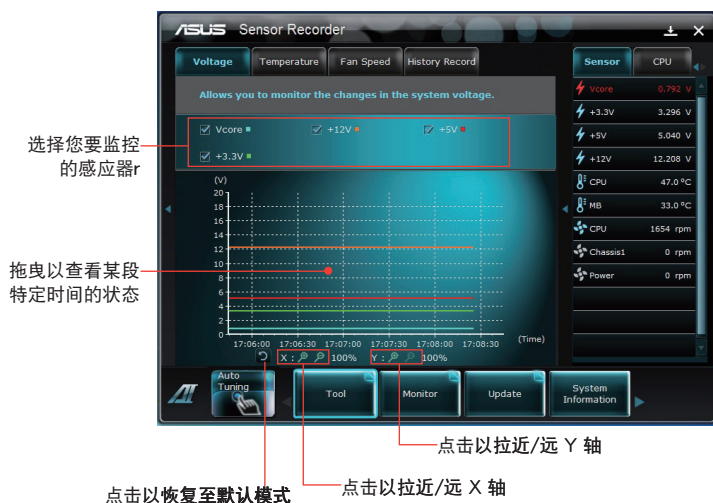 ASUS Sensor Recorder
Voltage Temperature Fan Speed History Record
Sensor CPU
Allows you to monitor the changes in the system voltage.
Vcore +12V +5V
+3.3V
选择您要监控
的感应器r
Vcore 0.792 V
+3.3V 3.296 V
+5V 5.040 V
+12V 12.208 V
CPU 47.0 ºC
MB 33.0 ºC
CPU 1654 rpm
Chassis1 0 rpm
Power 0 rpm
(V)
20
18
16
14
12
10
8
6
4
2
0
拖曳以查看某段
特定时间的状态
17:06:00 17:06:30 17:07:00 17:07:30 17:08:00 17:08:30 (Time)
X : 100% Y : 100%
AI Auto Tuning
Tool
Monitor
Update
System
Information
点击以拉近/远 Y 轴
点击以拉近/远 X 轴
点击以恢复至默认模式